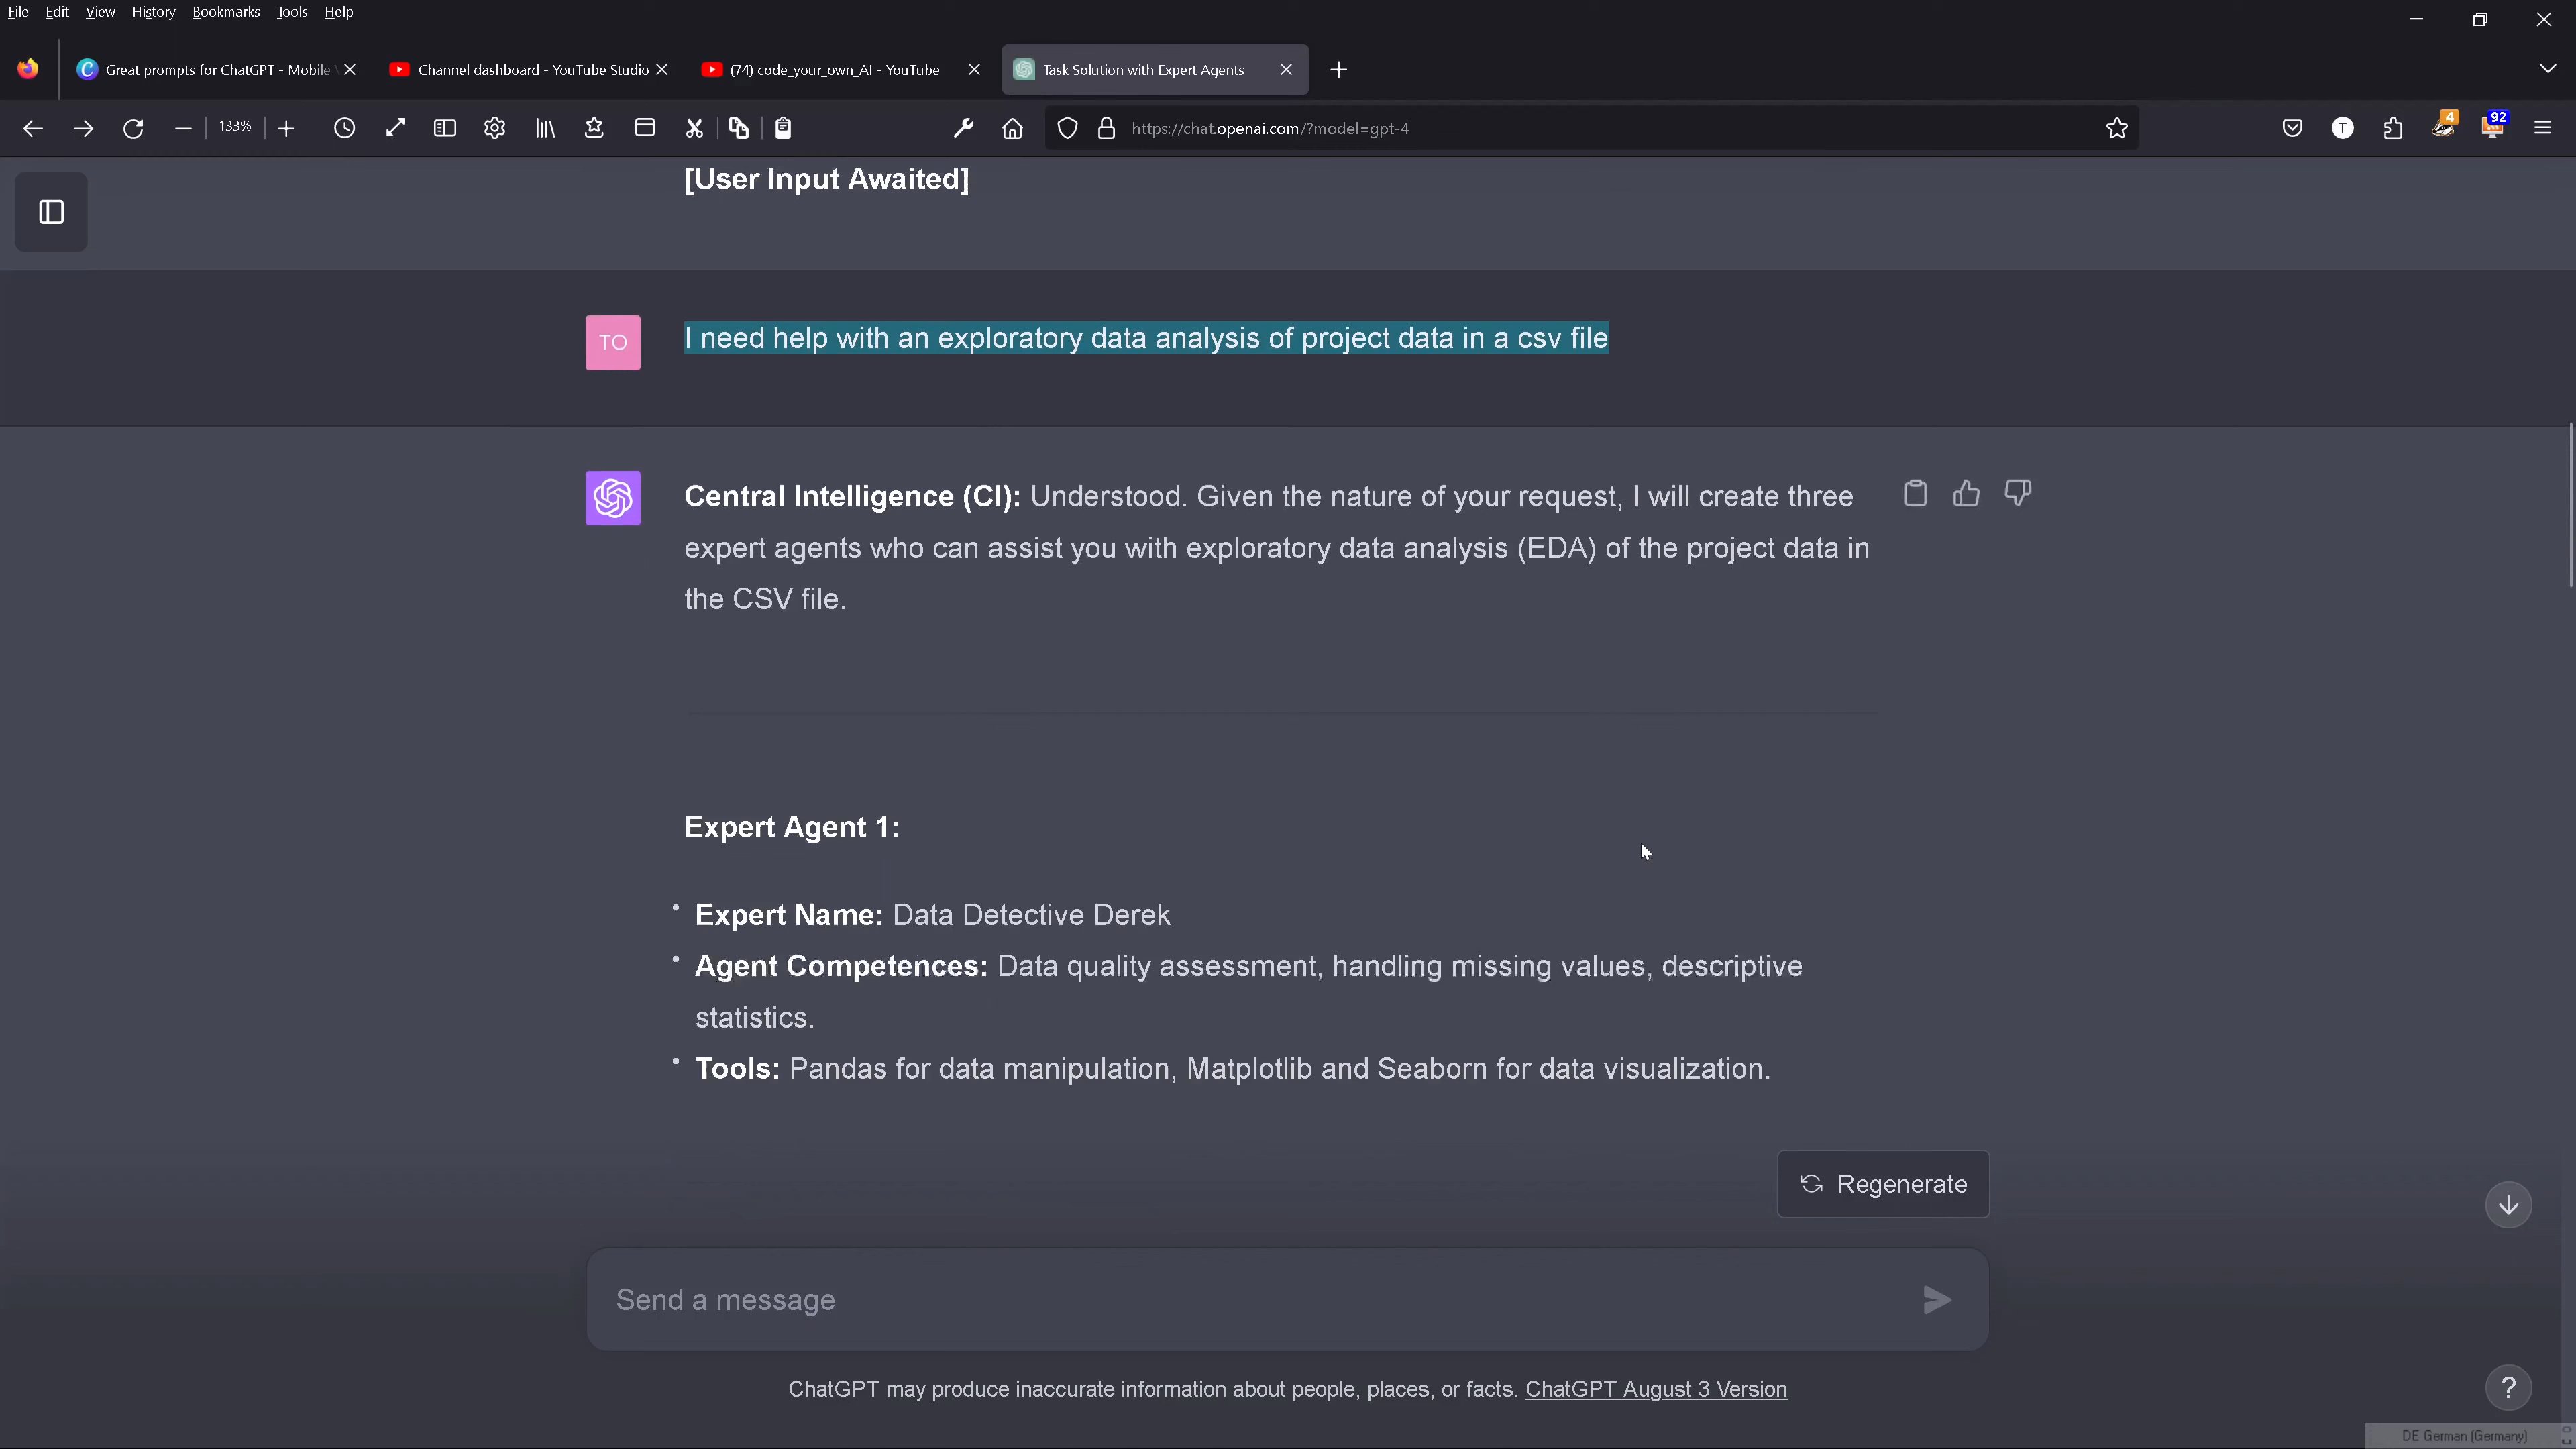 File Edit View History Bookmarks Tools Help
Great prompts for ChatGPT - Mobile
Channel dashboard - YouTube Studio
(74) code_your_own_AI - YouTube
Task Solution with Expert Agents
133%
https://chat.openai.com/?model=gpt-4
T
4
92
[User Input Awaited]
TO
I need help with an exploratory data analysis of project data in a csv file
Central Intelligence (CI): Understood. Given the nature of your request, I will create three
expert agents who can assist you with exploratory data analysis (EDA) of the project data in
the CSV file.
Expert Agent 1:
• Expert Name: Data Detective Derek
• Agent Competences: Data quality assessment, handling missing values, descriptive
statistics.
• Tools: Pandas for data manipulation, Matplotlib and Seaborn for data visualization.
Regenerate
Send a message
ChatGPT may produce inaccurate information about people, places, or facts. ChatGPT August 3 Version
?
DE German (Germany)